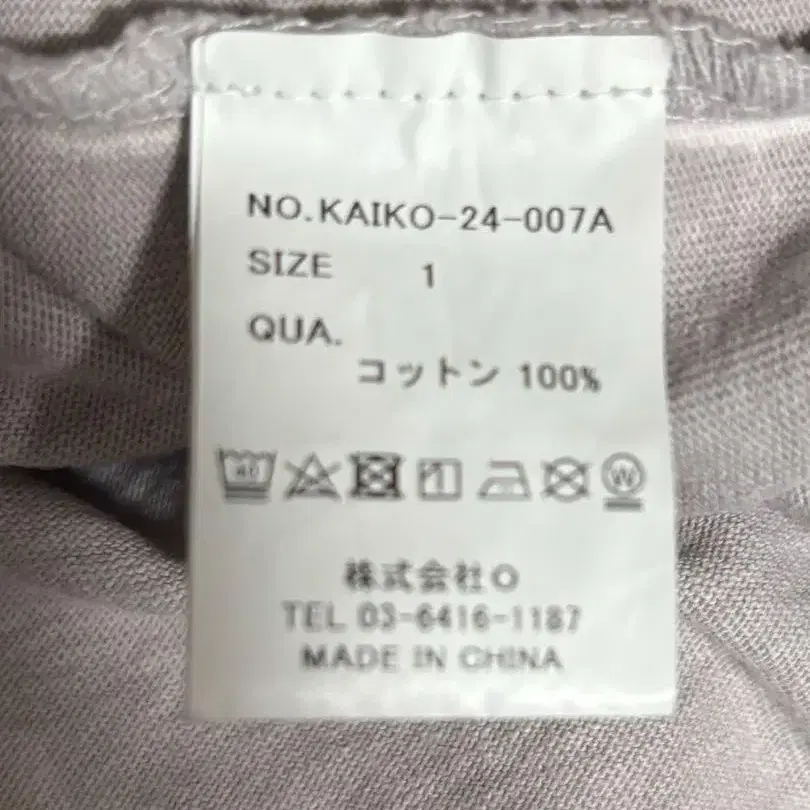 NO.KAIKO-24-007A
SIZE 1
QUA.
コットン 100%
40 W
株式会社O
TEL 03-6416-1187
MADE IN CHINA